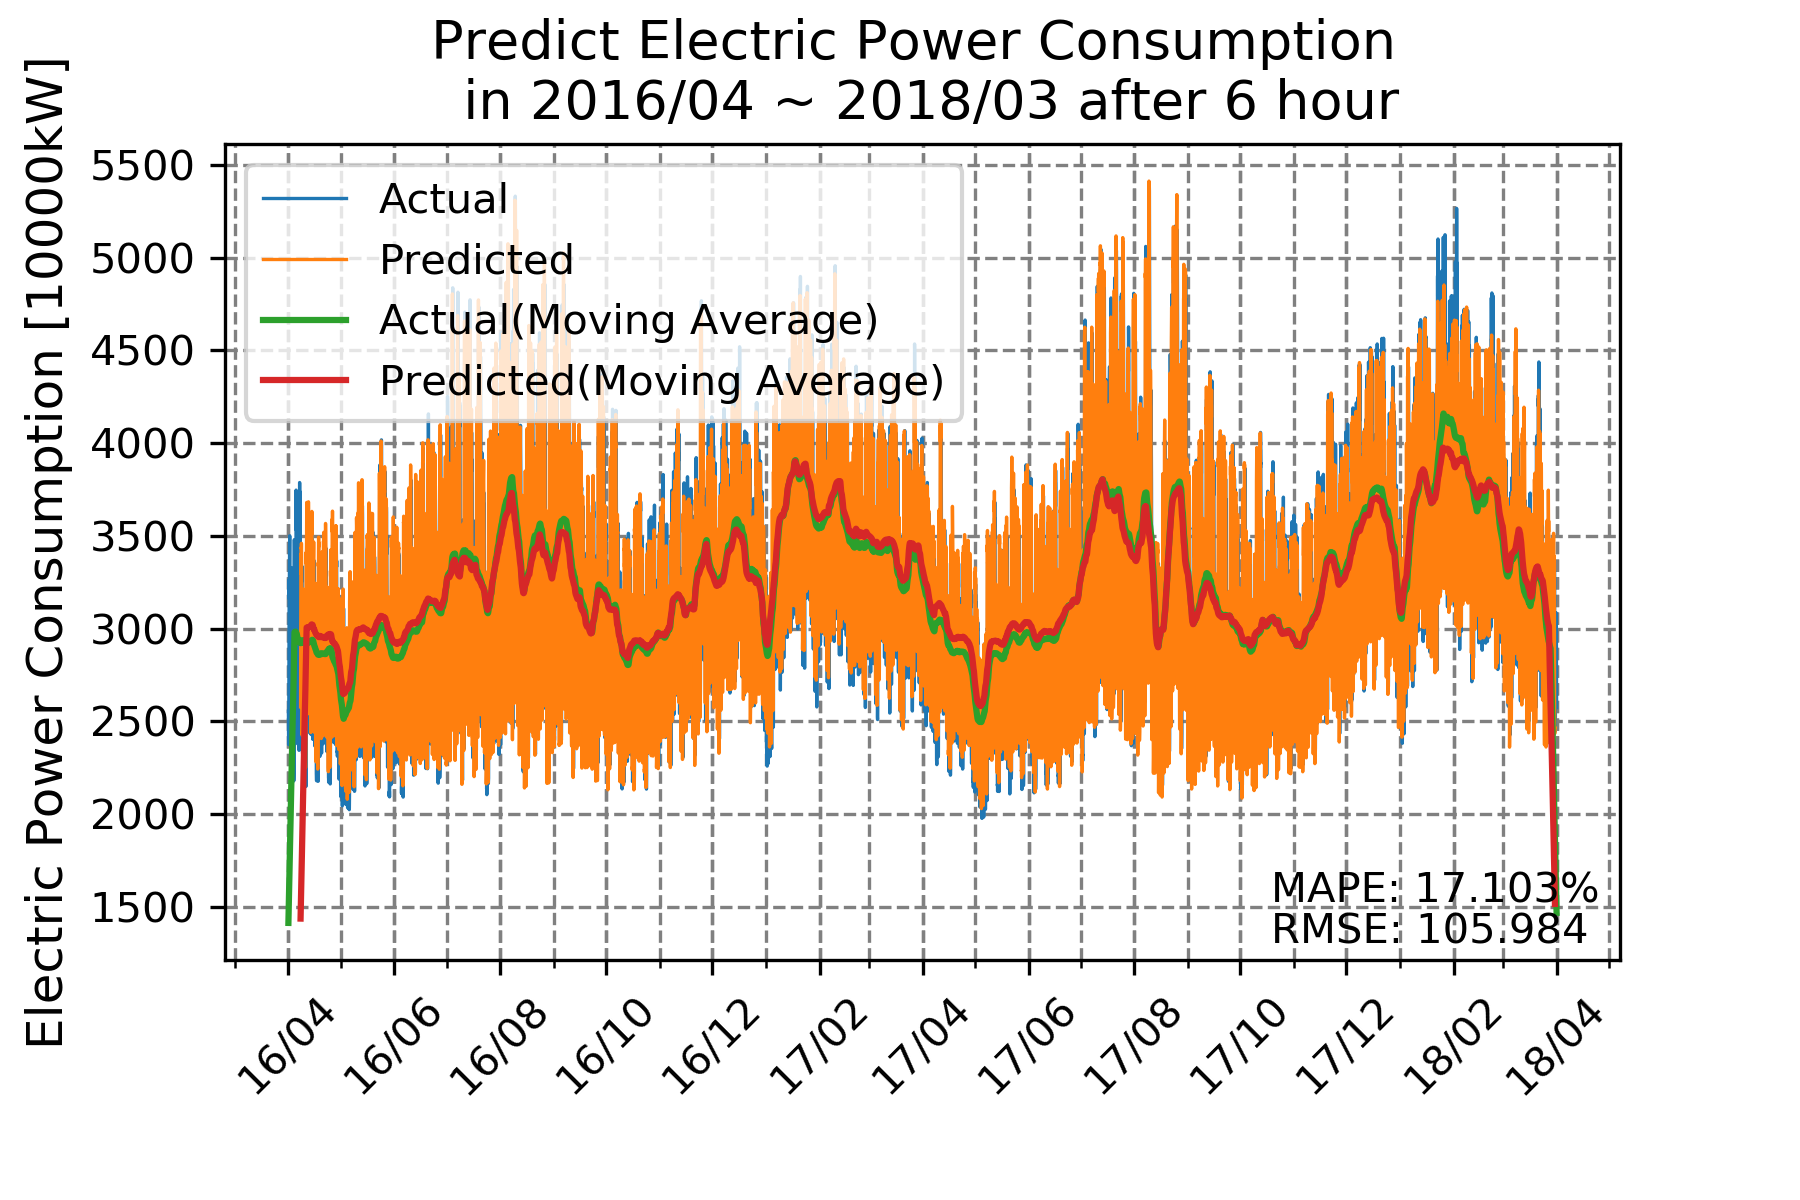 Predict Electric Power Consumption
in 2016/04 ~ 2018/03 after 6 hour
Electric Power Consumption [10000kW]
5500
5000
4500
4000
3500
3000
2500
2000
1500
Actual
Predicted
Actual(Moving Average)
Predicted(Moving Average)
MAPE: 17.103%
RMSE: 105.984
16/04
16/06
16/08
16/10
16/12
17/02
17/04
17/06
17/08
17/10
17/12
18/02
18/04